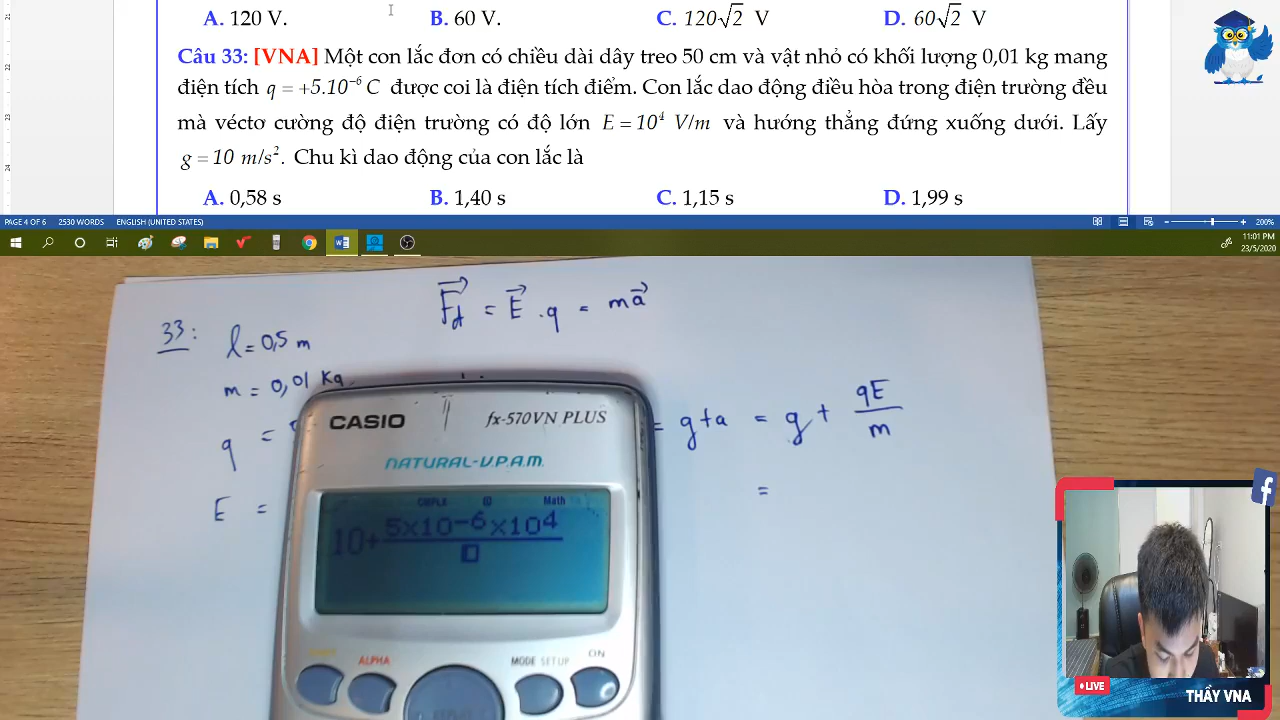 A. 120 V. B. 60 V. C. 120√2 V D. 60√2 V
Câu 33: [VNA] Một con lắc đơn có chiều dài dây treo 50 cm và vật nhỏ có khối lượng 0,01 kg mang
điện tích q = +5.10⁻⁶ C được coi là điện tích điểm. Con lắc dao động điều hòa trong điện trường đều
mà véctơ cường độ điện trường có độ lớn E = 10⁴ V/m và hướng thẳng đứng xuống dưới. Lấy
g = 10 m/s². Chu kì dao động của con lắc là
A. 0,58 s B. 1,40 s C. 1,15 s D. 1,99 s
PAGE 4 OF 6 2530 WORDS ENGLISH (UNITED STATES) 200%
11:01 PM
23/5/2020
F⃗đ = E⃗ .q = ma⃗
33:
l = 0,5 m
m = 0,01 Kg
= g+a = g + qE/m
q =
E =
=
CASIO fx-570VN PLUS
NATURAL-V.P.A.M.
CMPLX Math
10+ 5×10⁻⁶×10⁴
ALPHA MODE SETUP ON
LIVE
THẦY VNA